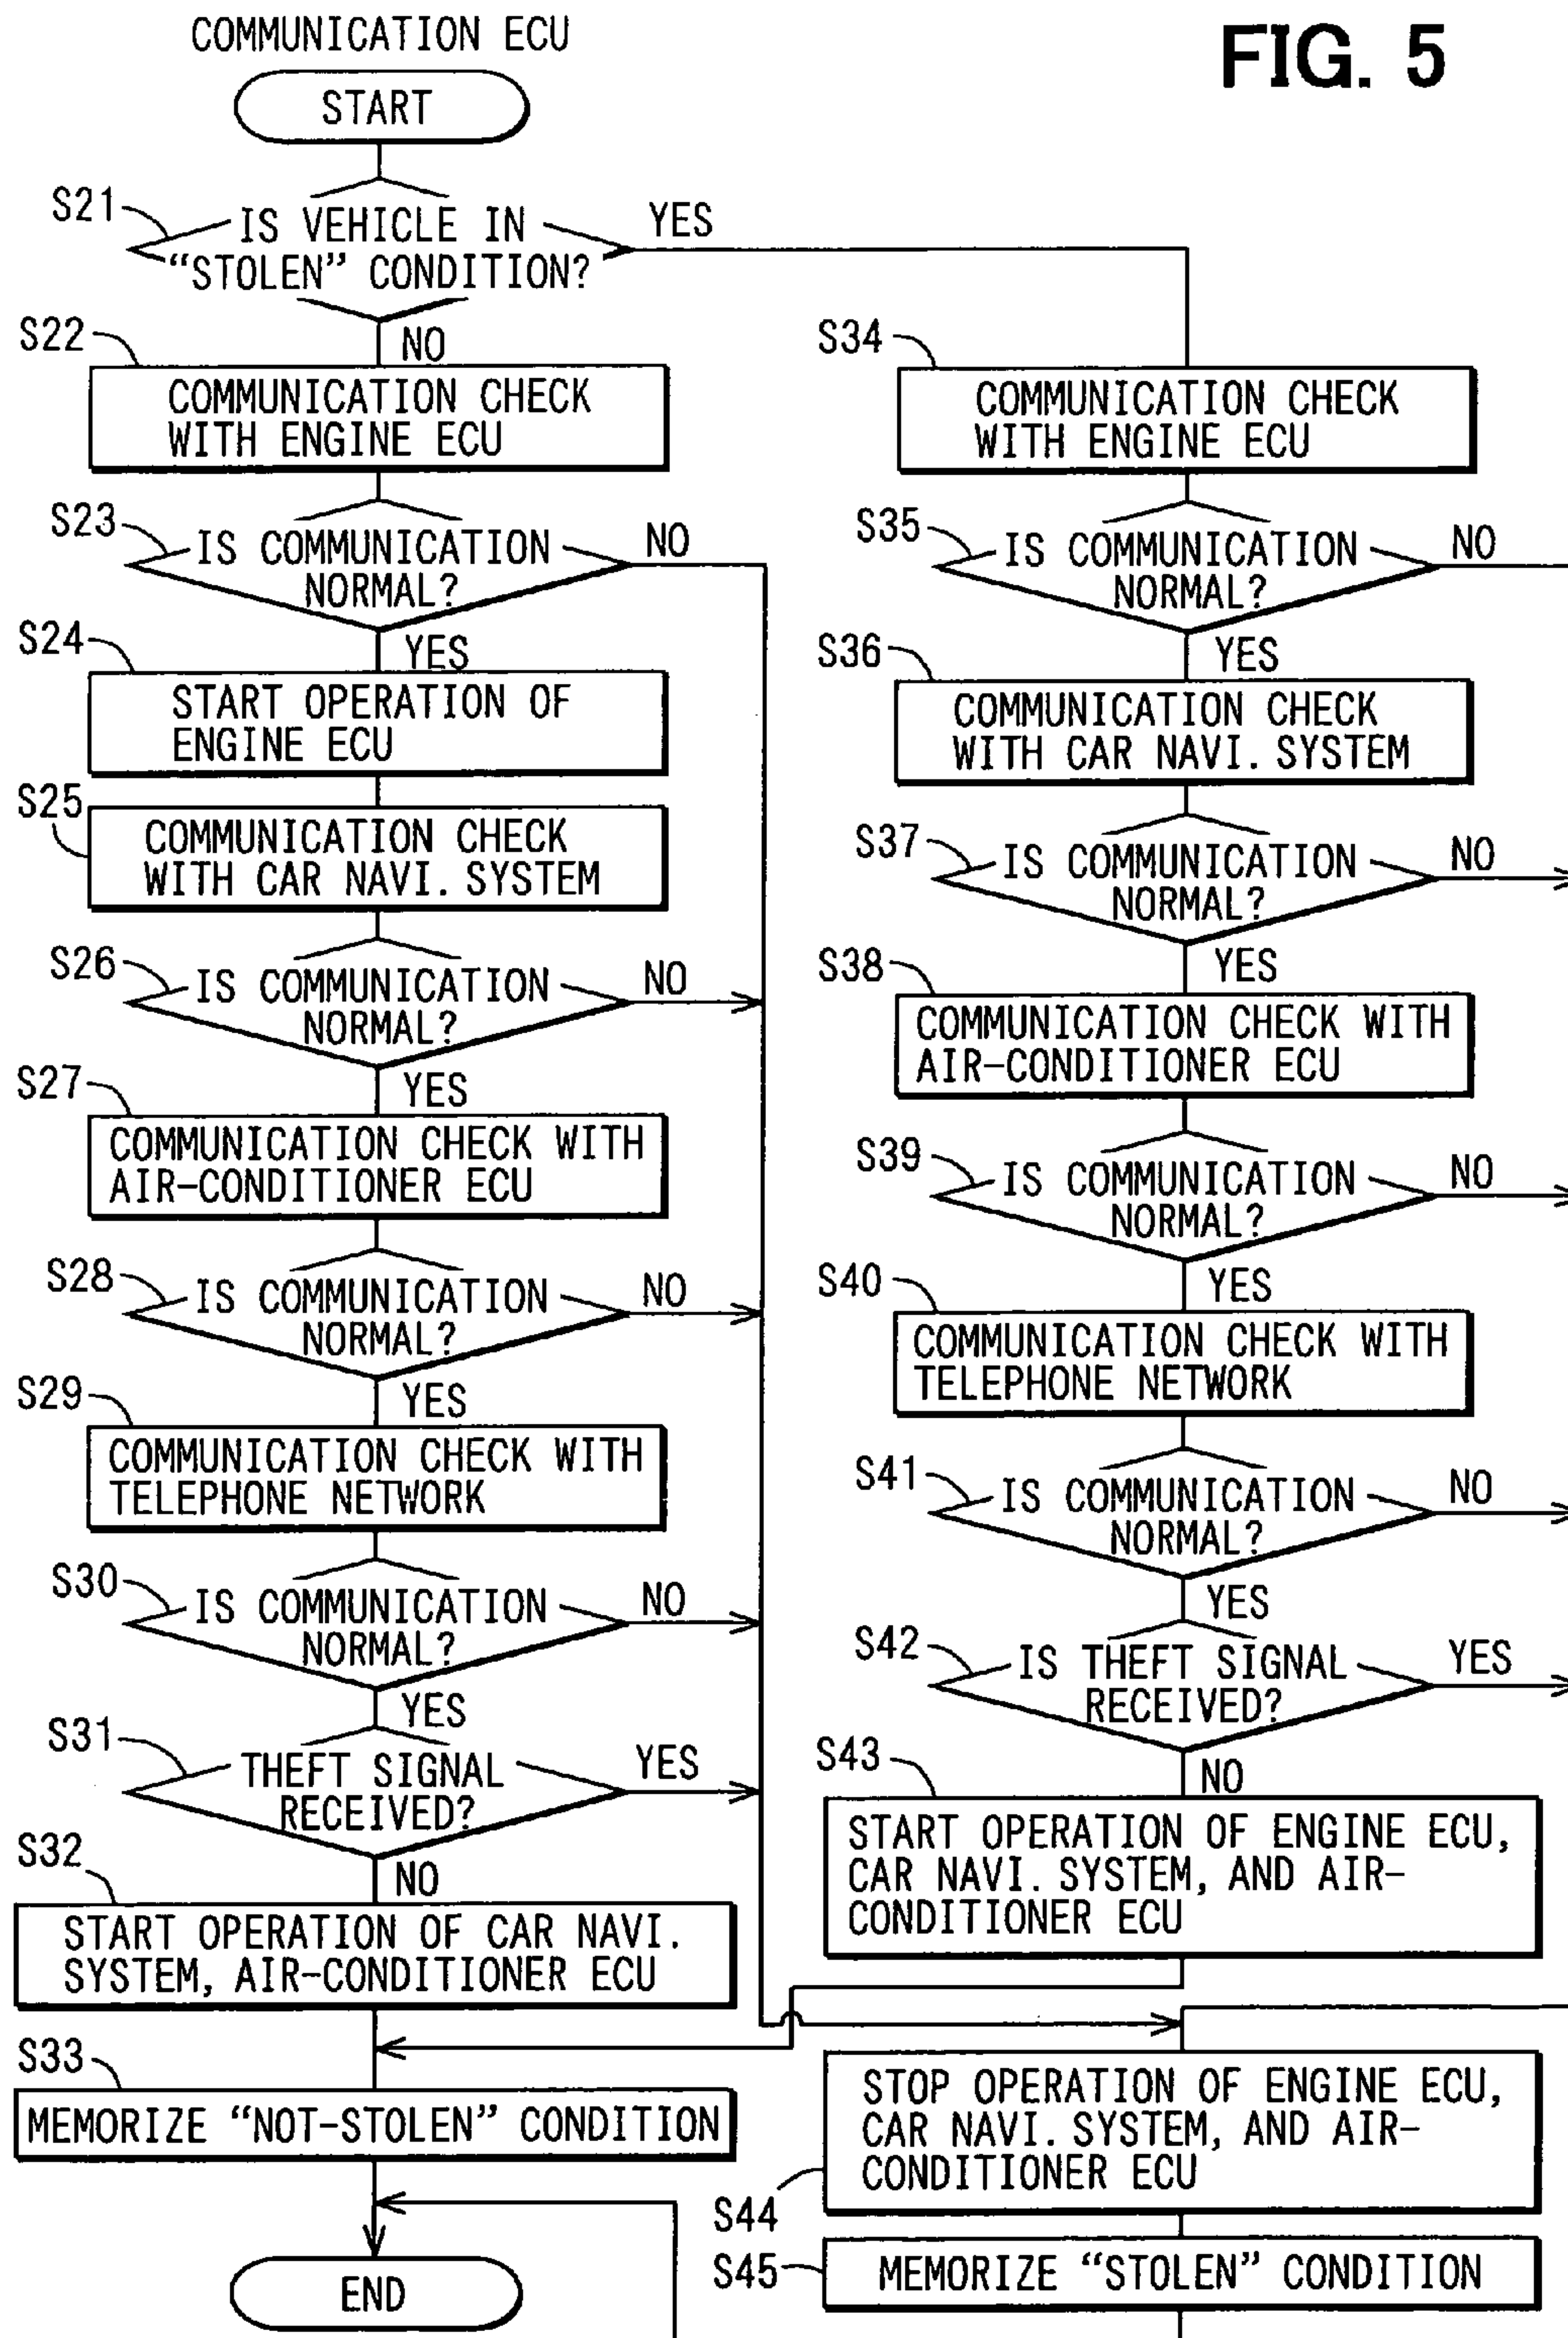 COMMUNICATION ECU
FIG. 5
START
S21
IS VEHICLE IN
“STOLEN” CONDITION?
YES
NO
S22
COMMUNICATION CHECK
WITH ENGINE ECU
S23
IS COMMUNICATION
NORMAL?
NO
YES
S24
START OPERATION OF
ENGINE ECU
S25
COMMUNICATION CHECK
WITH CAR NAVI. SYSTEM
S26
IS COMMUNICATION
NORMAL?
NO
YES
S27
COMMUNICATION CHECK WITH
AIR-CONDITIONER ECU
S28
IS COMMUNICATION
NORMAL?
NO
YES
S29
COMMUNICATION CHECK WITH
TELEPHONE NETWORK
S30
IS COMMUNICATION
NORMAL?
NO
YES
S31
THEFT SIGNAL
RECEIVED?
YES
NO
S32
START OPERATION OF CAR NAVI.
SYSTEM, AIR-CONDITIONER ECU
S33
MEMORIZE “NOT-STOLEN” CONDITION
END
S34
COMMUNICATION CHECK
WITH ENGINE ECU
S35
IS COMMUNICATION
NORMAL?
NO
YES
S36
COMMUNICATION CHECK
WITH CAR NAVI. SYSTEM
S37
IS COMMUNICATION
NORMAL?
NO
YES
S38
COMMUNICATION CHECK WITH
AIR-CONDITIONER ECU
S39
IS COMMUNICATION
NORMAL?
NO
YES
S40
COMMUNICATION CHECK WITH
TELEPHONE NETWORK
S41
IS COMMUNICATION
NORMAL?
NO
YES
S42
IS THEFT SIGNAL
RECEIVED?
YES
NO
S43
START OPERATION OF ENGINE ECU,
CAR NAVI. SYSTEM, AND AIR-
CONDITIONER ECU
STOP OPERATION OF ENGINE ECU,
CAR NAVI. SYSTEM, AND AIR-
CONDITIONER ECU
S44
S45
MEMORIZE “STOLEN” CONDITION